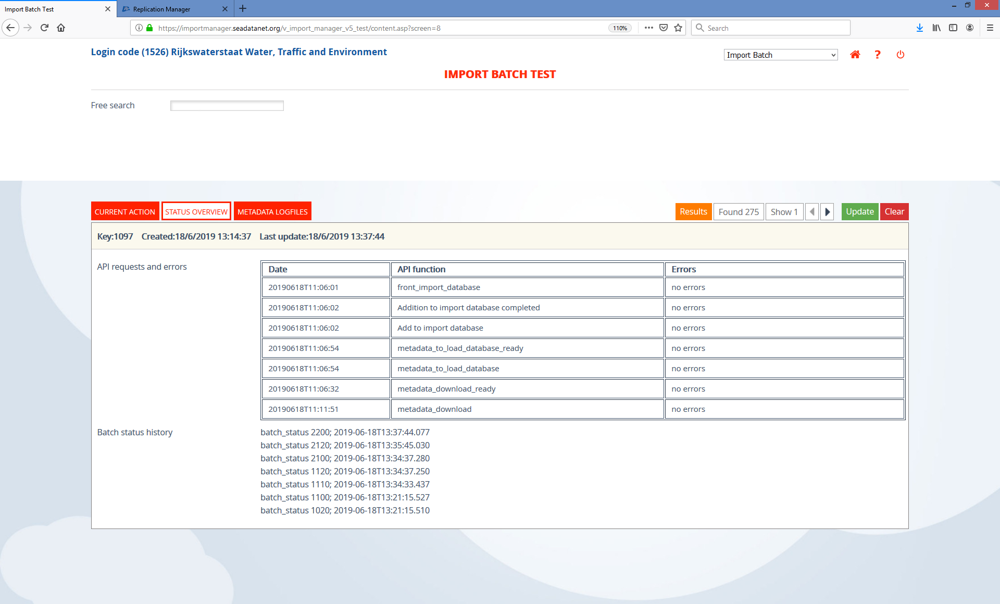 Import Batch Test
Replication Manager
https://importmanager.seadatanet.org/v_import_manager_v5_test/content.asp?screen=8
110%
Search
Login code (1526) Rijkswaterstaat Water, Traffic and Environment
Import Batch
?
IMPORT BATCH TEST
Free search
CURRENT ACTION
STATUS OVERVIEW
METADATA LOGFILES
Results
Found 275
Show 1
Update
Clear
Key:1097 Created:18/6/2019 13:14:37 Last update:18/6/2019 13:37:44
API requests and errors
Date API function Errors
20190618T11:06:01 front_import_database no errors
20190618T11:06:02 Addition to import database completed no errors
20190618T11:06:02 Add to import database no errors
20190618T11:06:54 metadata_to_load_database_ready no errors
20190618T11:06:54 metadata_to_load_database no errors
20190618T11:06:32 metadata_download_ready no errors
20190618T11:11:51 metadata_download no errors
Batch status history
batch_status 2200; 2019-06-18T13:37:44.077
batch_status 2120; 2019-06-18T13:35:45.030
batch_status 2100; 2019-06-18T13:34:37.280
batch_status 1120; 2019-06-18T13:34:37.250
batch_status 1110; 2019-06-18T13:34:33.437
batch_status 1100; 2019-06-18T13:21:15.527
batch_status 1020; 2019-06-18T13:21:15.510